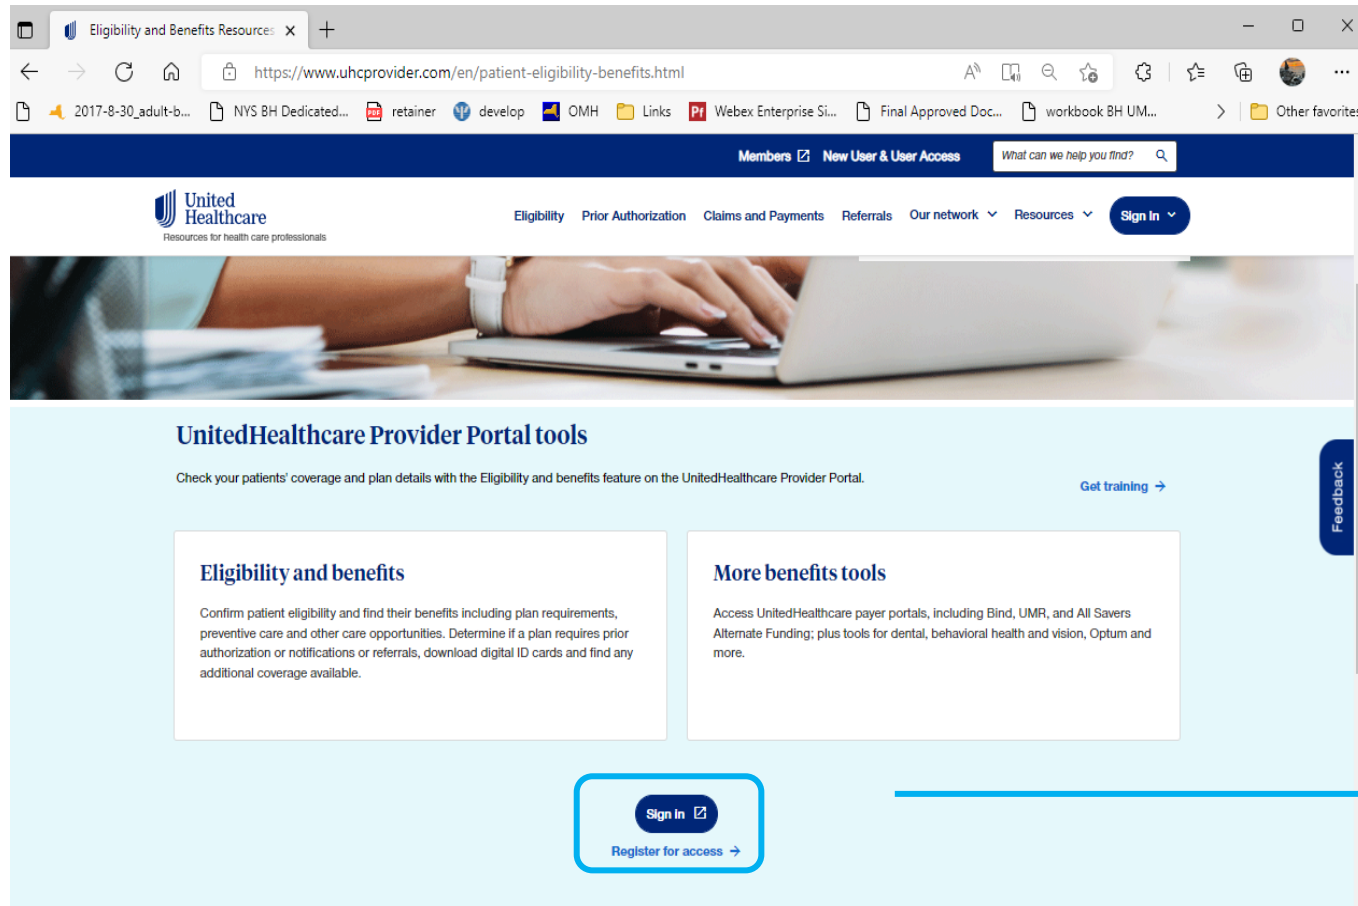 Eligibility and Benefits Resources
https://www.uhcprovider.com/en/patient-eligibility-benefits.html
2017-8-30_adult-b... NYS BH Dedicated... retainer develop OMH Links Webex Enterprise Si... Final Approved Doc... workbook BH UM... Other favorites
Members New User & User Access What can we help you find?
United
Healthcare
Resources for health care professionals
Eligibility Prior Authorization Claims and Payments Referrals Our network Resources Sign In
UnitedHealthcare Provider Portal tools
Check your patients' coverage and plan details with the Eligibility and benefits feature on the UnitedHealthcare Provider Portal.
Get training →
Feedback
Eligibility and benefits
Confirm patient eligibility and find their benefits including plan requirements,
preventive care and other care opportunities. Determine if a plan requires prior
authorization or notifications or referrals, download digital ID cards and find any
additional coverage available.
More benefits tools
Access UnitedHealthcare payer portals, including Bind, UMR, and All Savers
Alternate Funding; plus tools for dental, behavioral health and vision, Optum and
more.
Sign In
Register for access →